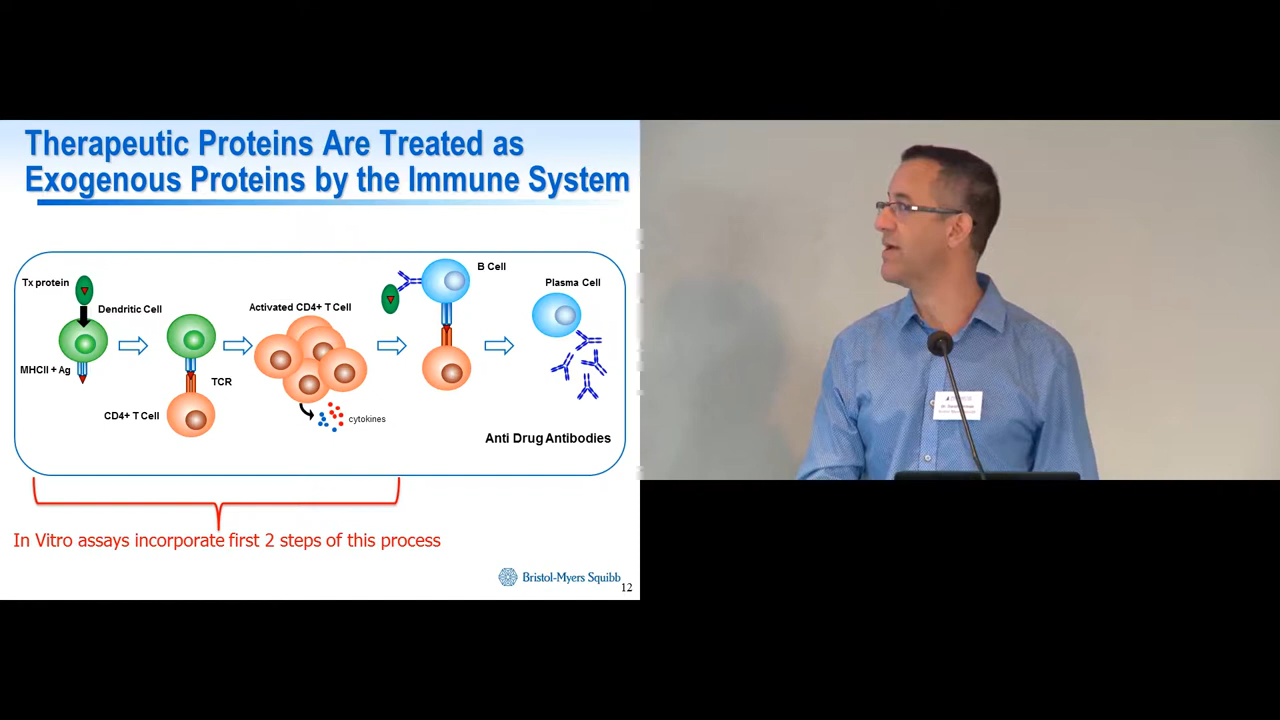 Therapeutic Proteins Are Treated as
Exogenous Proteins by the Immune System
Tx protein
Dendritic Cell
MHCII + Ag
TCR
CD4+ T Cell
Activated CD4+ T Cell
cytokines
B Cell
Plasma Cell
Anti Drug Antibodies
In Vitro assays incorporate first 2 steps of this process
Bristol-Myers Squibb
12